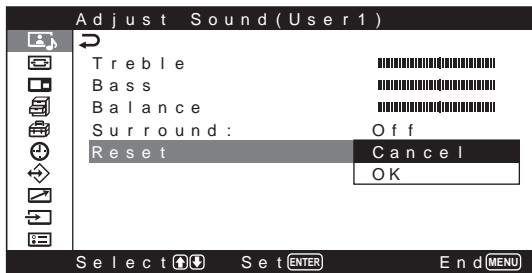 Adjust Sound(User1)
Treble
Bass
Balance
Surround: Off
Reset Cancel
OK
Select Set ENTER End MENU